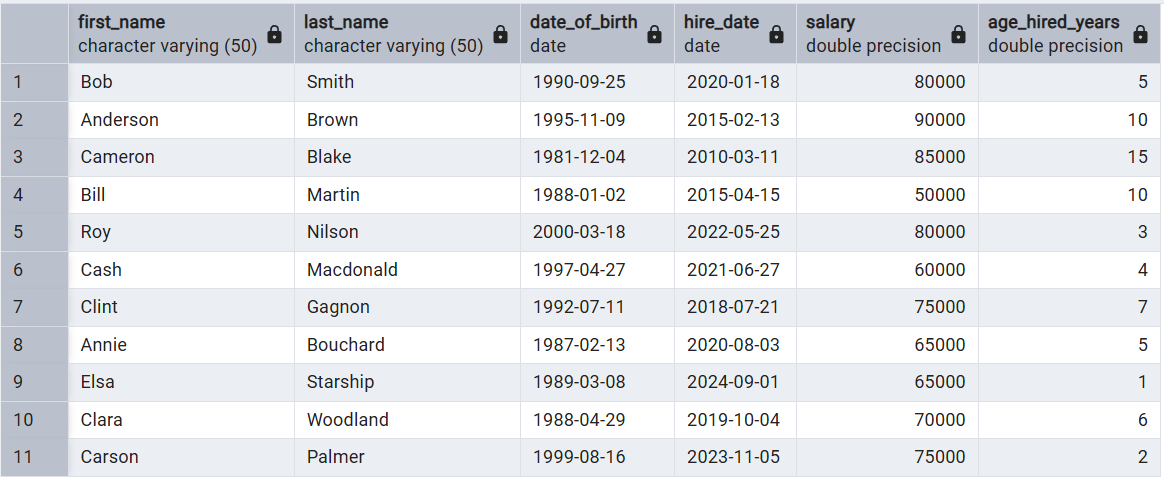 first_name last_name date_of_birth hire_date salary age_hired_years
character varying (50) character varying (50) date date double precision double precision
1 Bob Smith 1990-09-25 2020-01-18 80000 5
2 Anderson Brown 1995-11-09 2015-02-13 90000 10
3 Cameron Blake 1981-12-04 2010-03-11 85000 15
4 Bill Martin 1988-01-02 2015-04-15 50000 10
5 Roy Nilson 2000-03-18 2022-05-25 80000 3
6 Cash Macdonald 1997-04-27 2021-06-27 60000 4
7 Clint Gagnon 1992-07-11 2018-07-21 75000 7
8 Annie Bouchard 1987-02-13 2020-08-03 65000 5
9 Elsa Starship 1989-03-08 2024-09-01 65000 1
10 Clara Woodland 1988-04-29 2019-10-04 70000 6
11 Carson Palmer 1999-08-16 2023-11-05 75000 2